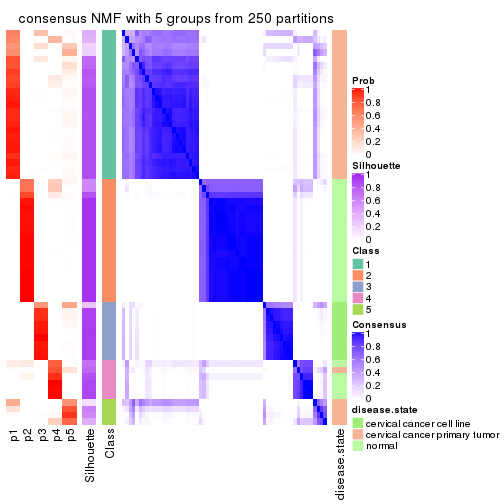 consensus NMF with 5 groups from 250 partitions
Prob
1
0.8
0.6
0.4
0.2
0
Silhouette
1
0.8
0.6
0.4
0.2
0
Class
1
2
3
4
5
Consensus
1
0.8
0.6
0.4
0.2
0
disease.state
cervical cancer cell line
cervical cancer primary tumor
normal
p1
p2
p3
p4
p5
Silhouette
Class
disease.state